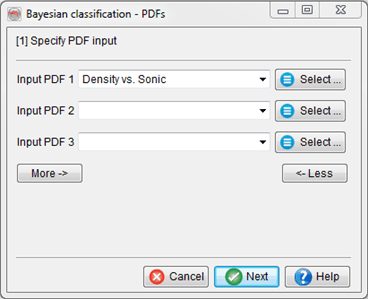 Bayesian classification - PDFs
[1] Specify PDF input
Input PDF 1 Density vs. Sonic Select ...
Input PDF 2 Select ...
Input PDF 3 Select ...
More -> <- Less
Cancel Next Help